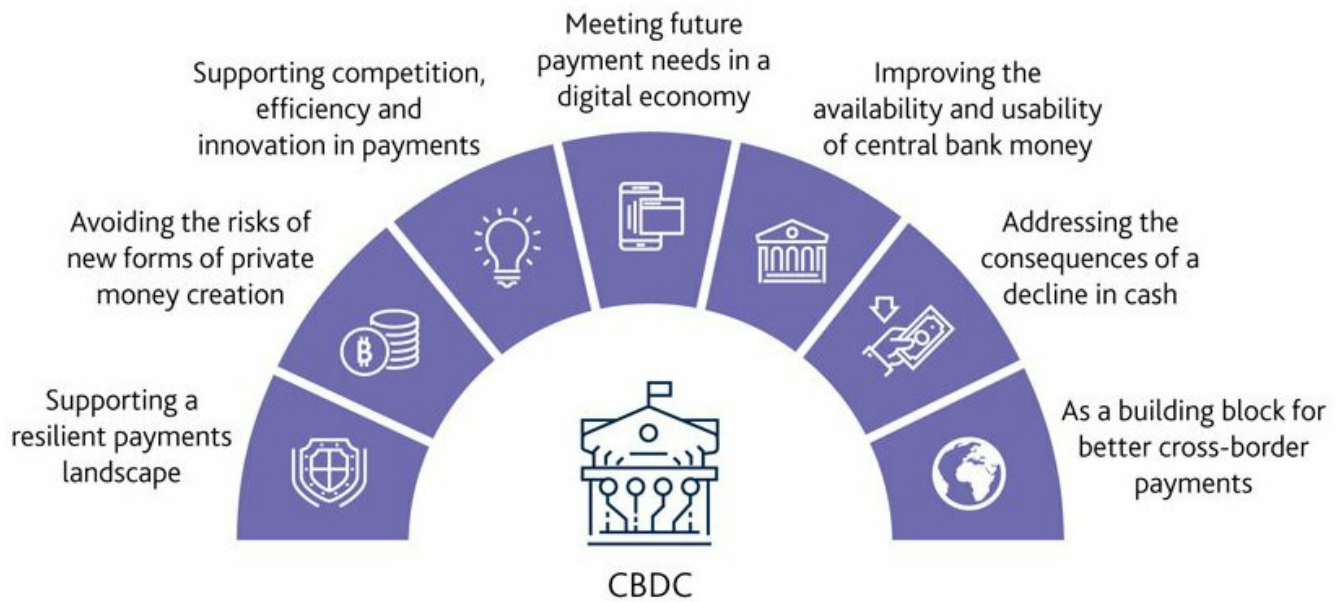 Meeting future
payment needs in a
digital economy
Supporting competition,
efficiency and
innovation in payments
Improving the
availability and usability
of central bank money
Avoiding the risks of
new forms of private
money creation
Addressing the
consequences of a
decline in cash
Supporting a
resilient payments
landscape
As a building block for
better cross-border
payments
CBDC